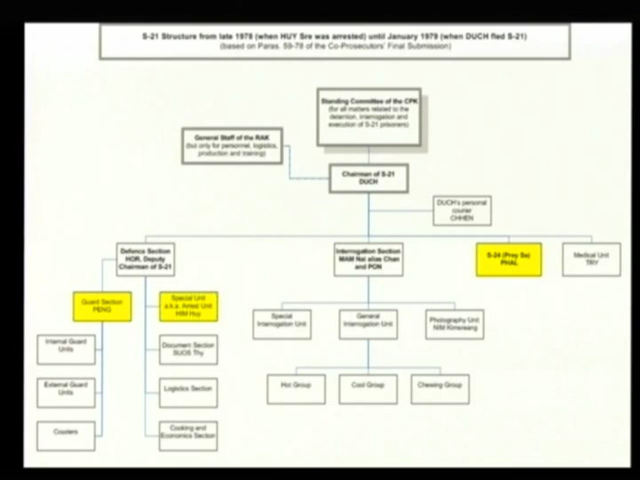 S-21 Structure from late 1978 (when HUY Sre was arrested) until January 1979 (when DUCH fled S-21)
(based on Paras. 59-78 of the Co-Prosecutors' Final Submission)
Standing Committee of the CPK
(for all matters related to the
detention, interrogation and
execution of S-21 prisoners)
General Staff of the RAK
(but only for personnel, logistics,
production and training)
Chairman of S-21
DUCH
DUCH's personal
courier
CHHEN
Defence Section
HOR, Deputy
Chairman of S-21
Interrogation Section
MAM Nai alias Chan
and PON
S-24 (Prey Sar)
PHAL
Medical Unit
TRY
Guard Section
PENG
Special Unit
a.k.a. Arrest Unit
HIM Huy
Special
Interrogation Unit
General
Interrogation Unit
Photography Unit
NIM Kimsreang
Internal Guard
Units
Document Section
SUOS Thy
External Guard
Units
Logistics Section
Hot Group
Cool Group
Chewing Group
Couriers
Cooking and
Economics Section